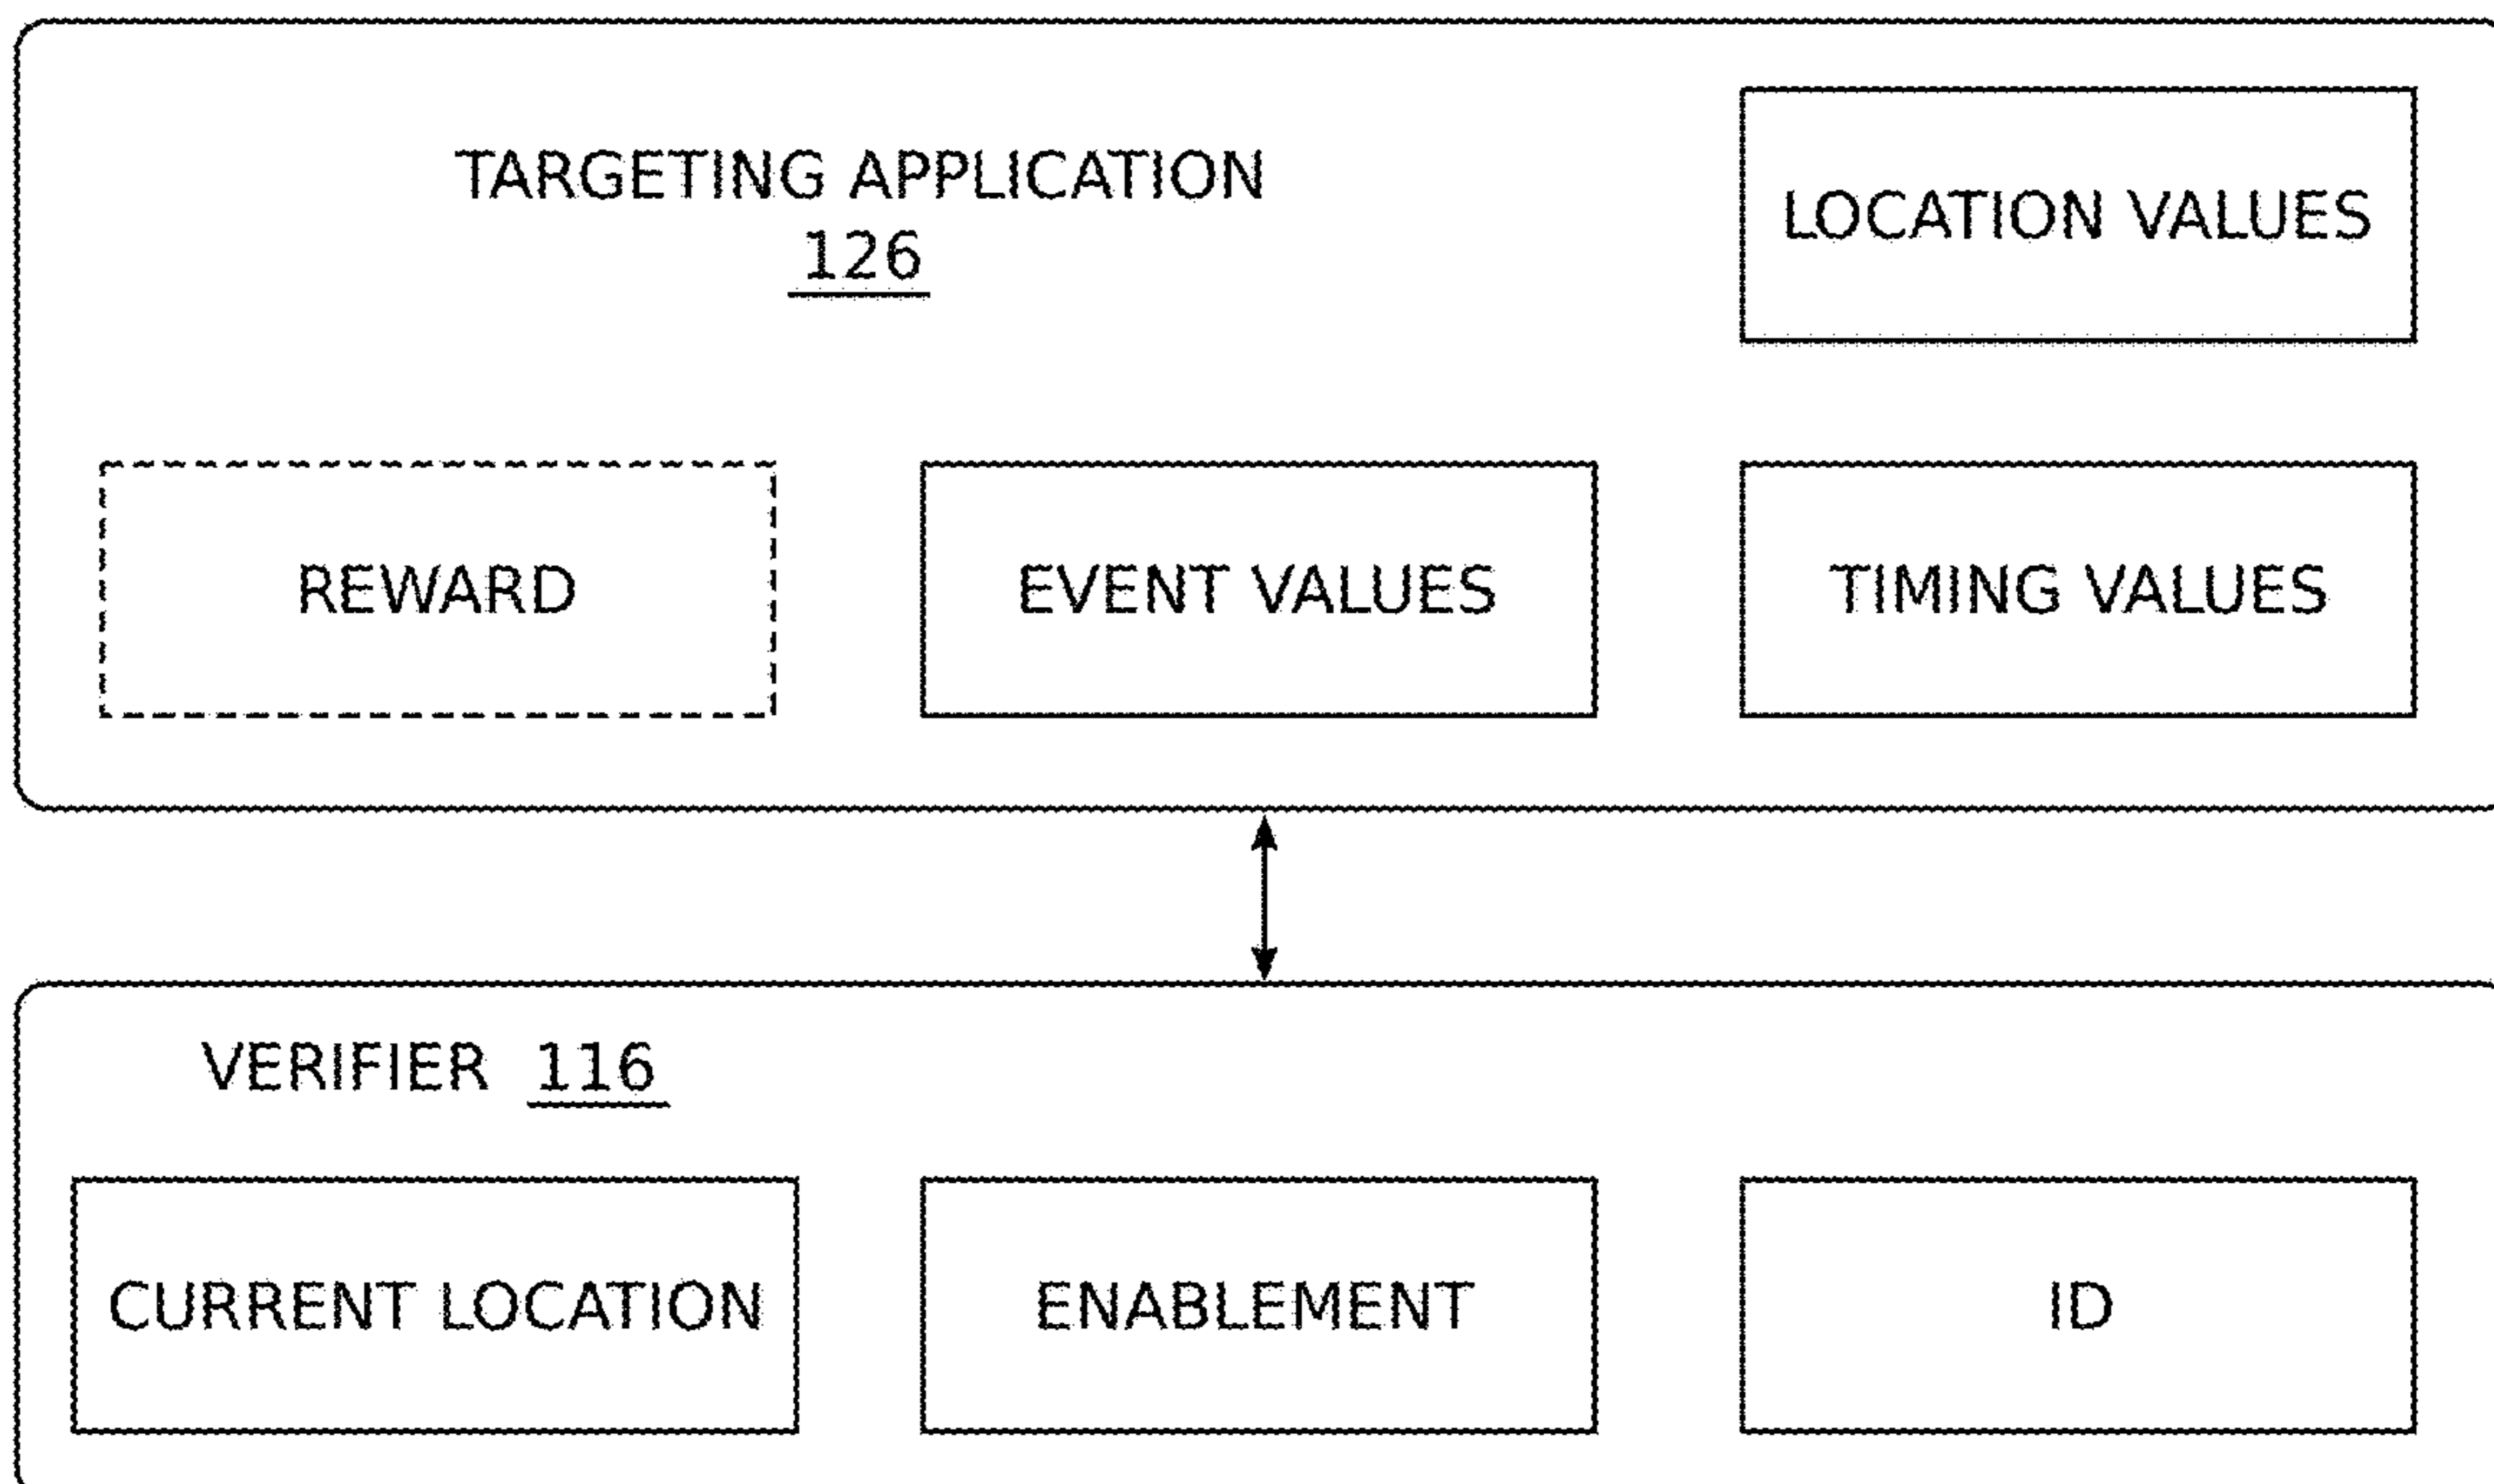 TARGETING APPLICATION
126
LOCATION VALUES
REWARD
EVENT VALUES
TIMING VALUES
VERIFIER 116
CURRENT LOCATION
ENABLEMENT
ID